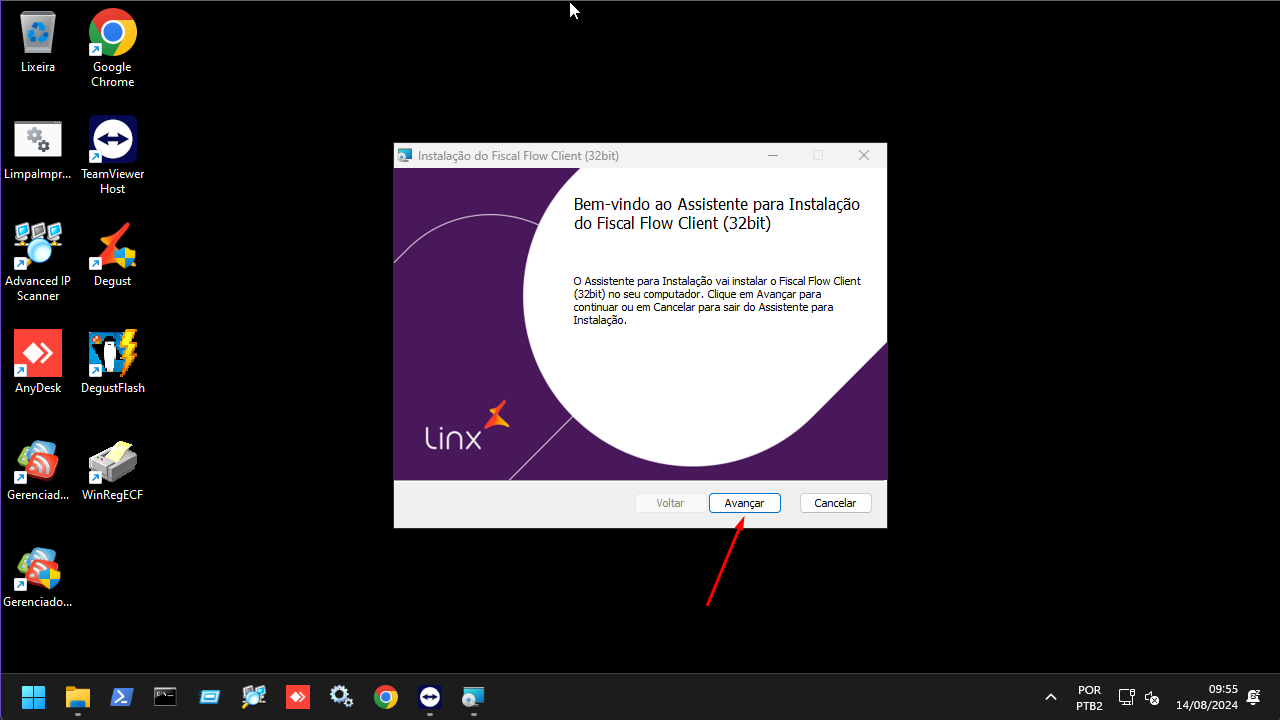 Lixeira
Google
Chrome
LimpaImpr...
TeamViewer
Host
Advanced IP
Scanner
Degust
AnyDesk
DegustFlash
Gerenciad...
WinRegECF
Gerenciado...
Instalação do Fiscal Flow Client (32bit)
Bem-vindo ao Assistente para Instalação
do Fiscal Flow Client (32bit)
O Assistente para Instalação vai instalar o Fiscal Flow Client
(32bit) no seu computador. Clique em Avançar para
continuar ou em Cancelar para sair do Assistente para
Instalação.
Linx
Voltar
Avançar
Cancelar
POR
PTB2
09:55
14/08/2024